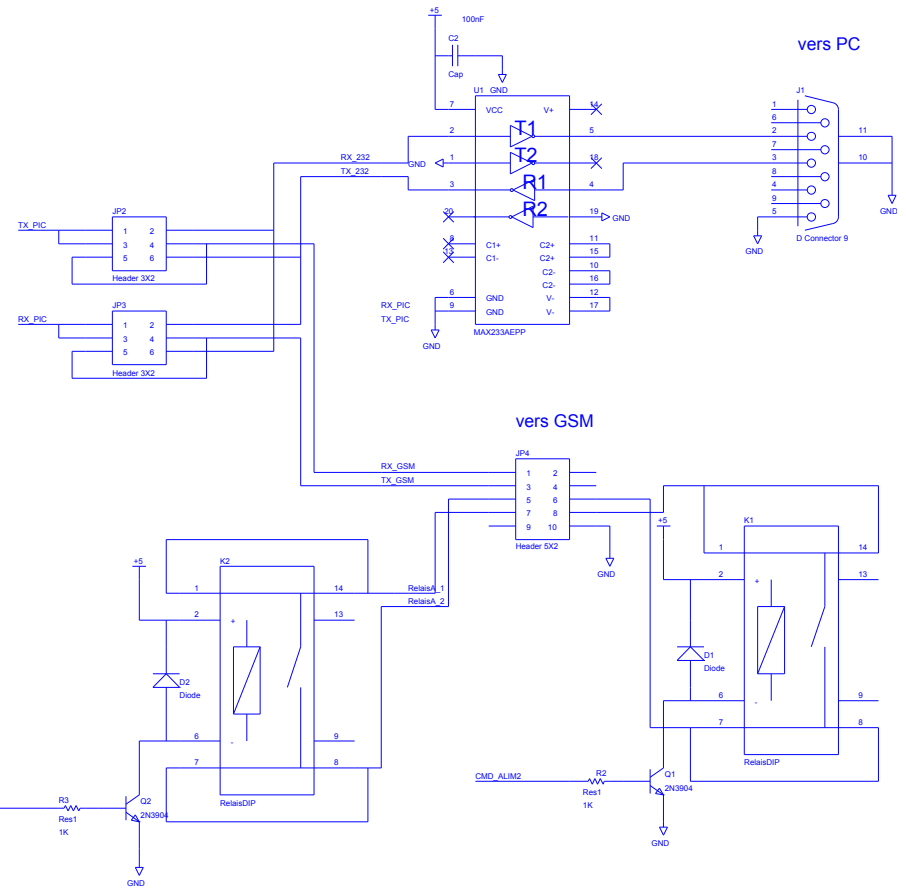 +5
100nF
C2
Cap
GND
vers PC
U1
J1
7 VCC V+ 14
2 T1 5
1 T2 18
3 R1 4
20 R2 19
GND
GND
8 C1+ C2+ 11
13 C1- C2+ 15
C2- 10
C2- 16
6 GND V- 12
9 GND V- 17
MAX233AEPP
GND
RX_PIC
TX_PIC
1
6
2
7
3
8
4
9
5
11
10
GND
GND
D Connector 9
RX_232
TX_232
TX_PIC
JP2
1 2
3 4
5 6
Header 3X2
RX_PIC
JP3
1 2
3 4
5 6
Header 3X2
vers GSM
JP4
RX_GSM
TX_GSM
1 2
3 4
5 6
7 8
9 10
Header 5X2
GND
RelaisA_1
RelaisA_2
+5
K2
1 14
2 13
+
6 9
-
7 8
D2
Diode
RelaisDIP
R3
Res1
1K
Q2
2N3904
GND
+5
K1
1 14
2 13
+
6 9
-
7 8
D1
Diode
RelaisDIP
CMD_ALIM2
R2
Res1
1K
Q1
2N3904
GND